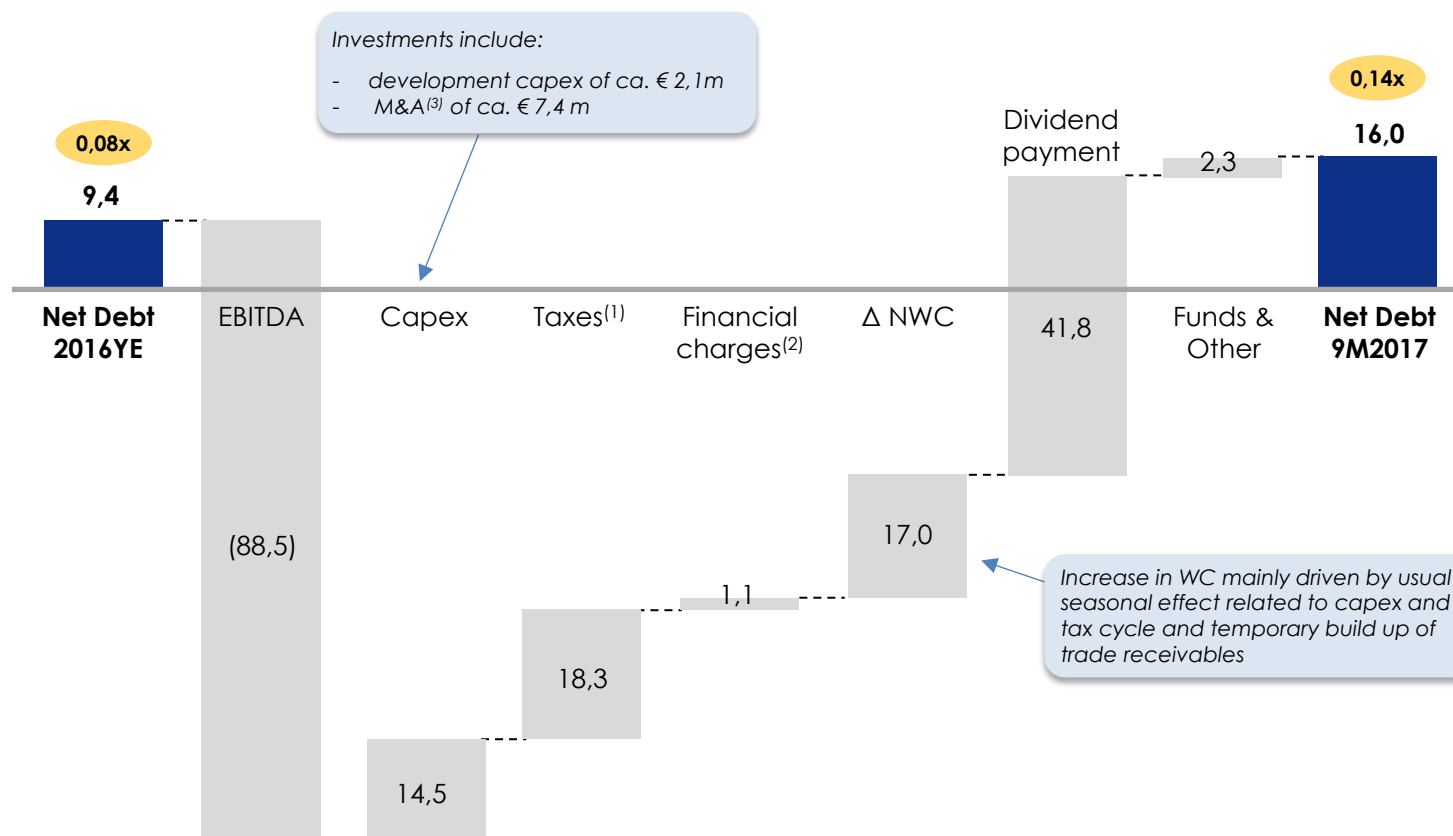 Investments include:
- development capex of ca. € 2,1m
- M&A(3) of ca. € 7,4 m
0,08x
9,4
0,14x
16,0
Dividend
payment
2,3
Net Debt
2016YE
EBITDA
Capex
Taxes(1)
Financial
charges(2)
Δ NWC
41,8
Funds &
Other
Net Debt
9M2017
(88,5)
17,0
1,1
18,3
14,5
Increase in WC mainly driven by usual
seasonal effect related to capex and
tax cycle and temporary build up of
trade receivables